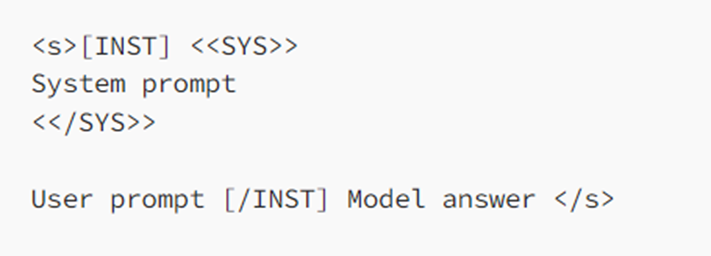 <s>[INST] <<SYS>>
System prompt
<</SYS>>
User prompt [/INST] Model answer </s>